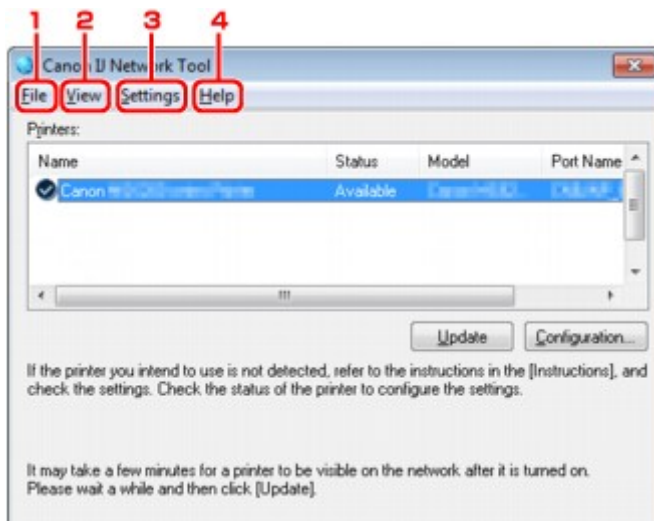 1 2 3 4
Canon IJ Network Tool
File View Settings Help
Printers:
Name Status Model Port Name
Canon Available
Update Configuration...
If the printer you intend to use is not detected, refer to the instructions in the [Instructions], and
check the settings. Check the status of the printer to configure the settings.
It may take a few minutes for a printer to be visible on the network after it is turned on.
Please wait a while and then click [Update].